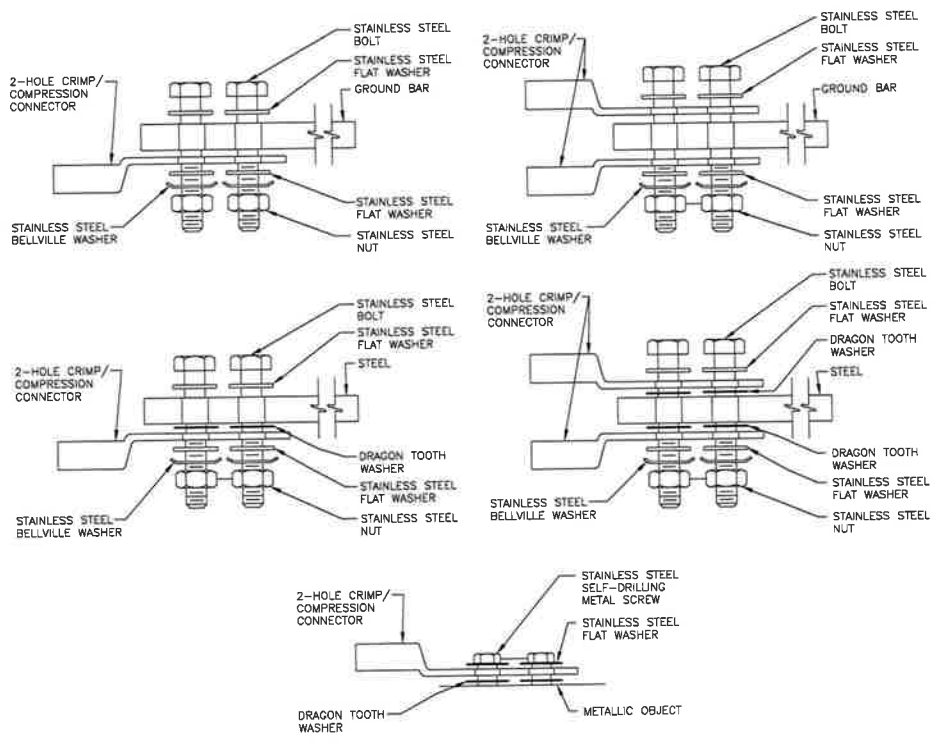 STAINLESS STEEL
BOLT
STAINLESS STEEL
FLAT WASHER
2-HOLE CRIMP/
COMPRESSION
CONNECTOR
GROUND BAR
STAINLESS STEEL
BELLVILLE WASHER
STAINLESS STEEL
FLAT WASHER
STAINLESS STEEL
NUT
STAINLESS STEEL
BOLT
2-HOLE CRIMP/
COMPRESSION
CONNECTOR
STAINLESS STEEL
FLAT WASHER
GROUND BAR
STAINLESS STEEL
BELLVILLE WASHER
STAINLESS STEEL
FLAT WASHER
STAINLESS STEEL
NUT
STAINLESS STEEL
BOLT
STAINLESS STEEL
FLAT WASHER
2-HOLE CRIMP/
COMPRESSION
CONNECTOR
STEEL
DRAGON TOOTH
WASHER
STAINLESS STEEL
FLAT WASHER
STAINLESS STEEL
BELLVILLE WASHER
STAINLESS STEEL
NUT
STAINLESS STEEL
BOLT
2-HOLE CRIMP/
COMPRESSION
CONNECTOR
STAINLESS STEEL
FLAT WASHER
DRAGON TOOTH
WASHER
STEEL
DRAGON TOOTH
WASHER
STAINLESS STEEL
FLAT WASHER
STAINLESS STEEL
BELLVILLE WASHER
STAINLESS STEEL
NUT
STAINLESS STEEL
SELF-DRILLING
METAL SCREW
2-HOLE CRIMP/
COMPRESSION
CONNECTOR
STAINLESS STEEL
FLAT WASHER
DRAGON TOOTH
WASHER
METALLIC OBJECT